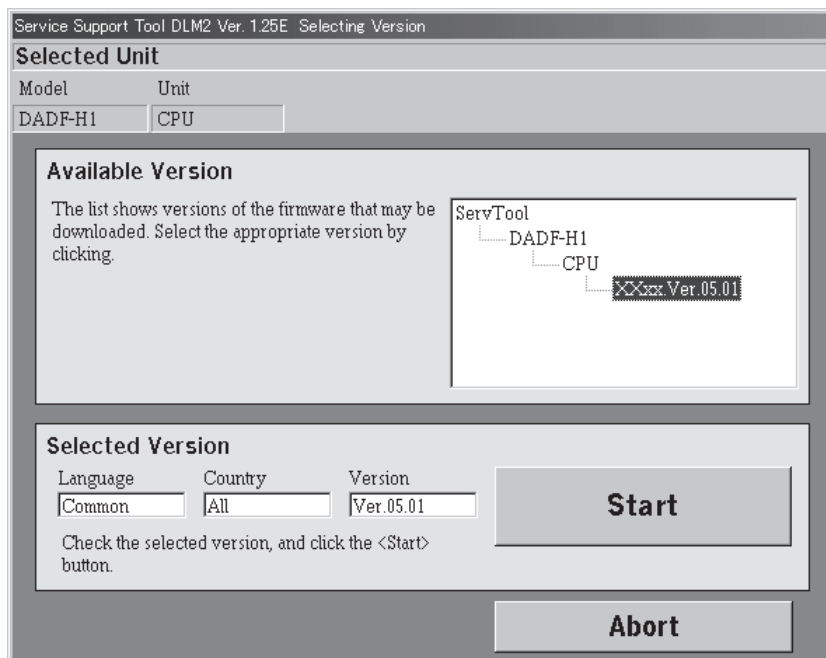 Service Support Tool DLM2 Ver. 1.25E Selecting Version
Selected Unit
Model Unit
DADF-H1 CPU
Available Version
The list shows versions of the firmware that may be
downloaded. Select the appropriate version by
clicking.
ServTool
DADF-H1
CPU
XXxx.Ver.05.01
Selected Version
Language Country Version
Common All Ver.05.01
Check the selected version, and click the <Start>
button.
Start
Abort